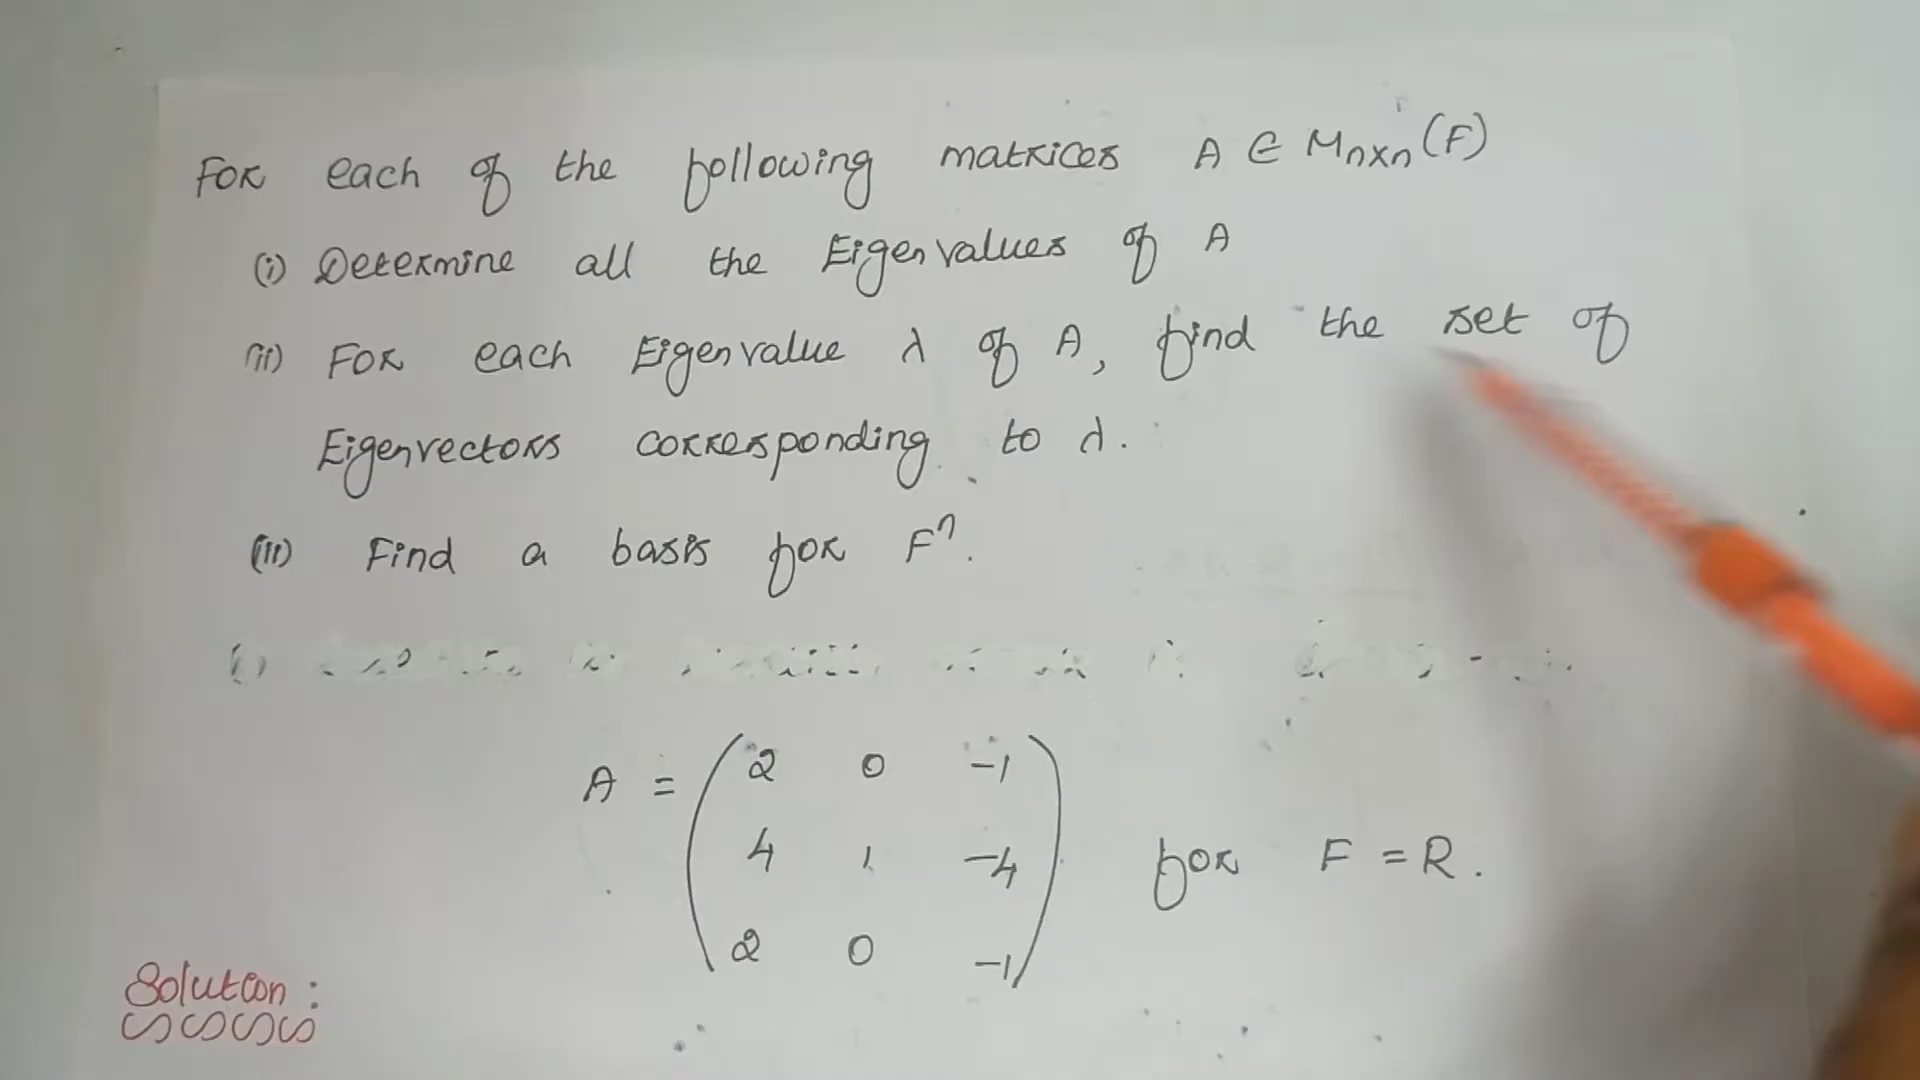 For each of the following matrices A ∈ Mnxn(F)
(i) Determine all the Eigenvalues of A
(ii) For each Eigenvalue λ of A, find the set of
Eigenvectors corresponding to λ.
(iii) Find a basis for Fⁿ.
A = (2 0 -1
4 1 -4
2 0 -1) for F = R.
Solution :